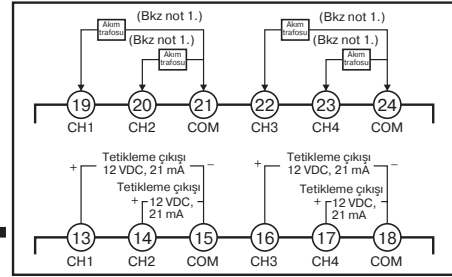 (Bkz not 1.) (Bkz not 1.)
Akım trafosu (Bkz not 1.) Akım trafosu (Bkz not 1.)
Akım trafosu Akım trafosu
19 20 21 22 23 24
CH1 CH2 COM CH3 CH4 COM
+ Tetikleme çıkışı – + Tetikleme çıkışı –
12 VDC, 21 mA 12 VDC, 21 mA
Tetikleme çıkışı Tetikleme çıkışı
+ 12 VDC, – + 12 VDC, –
21 mA 21 mA
13 14 15 16 17 18
CH1 CH2 COM CH3 CH4 COM